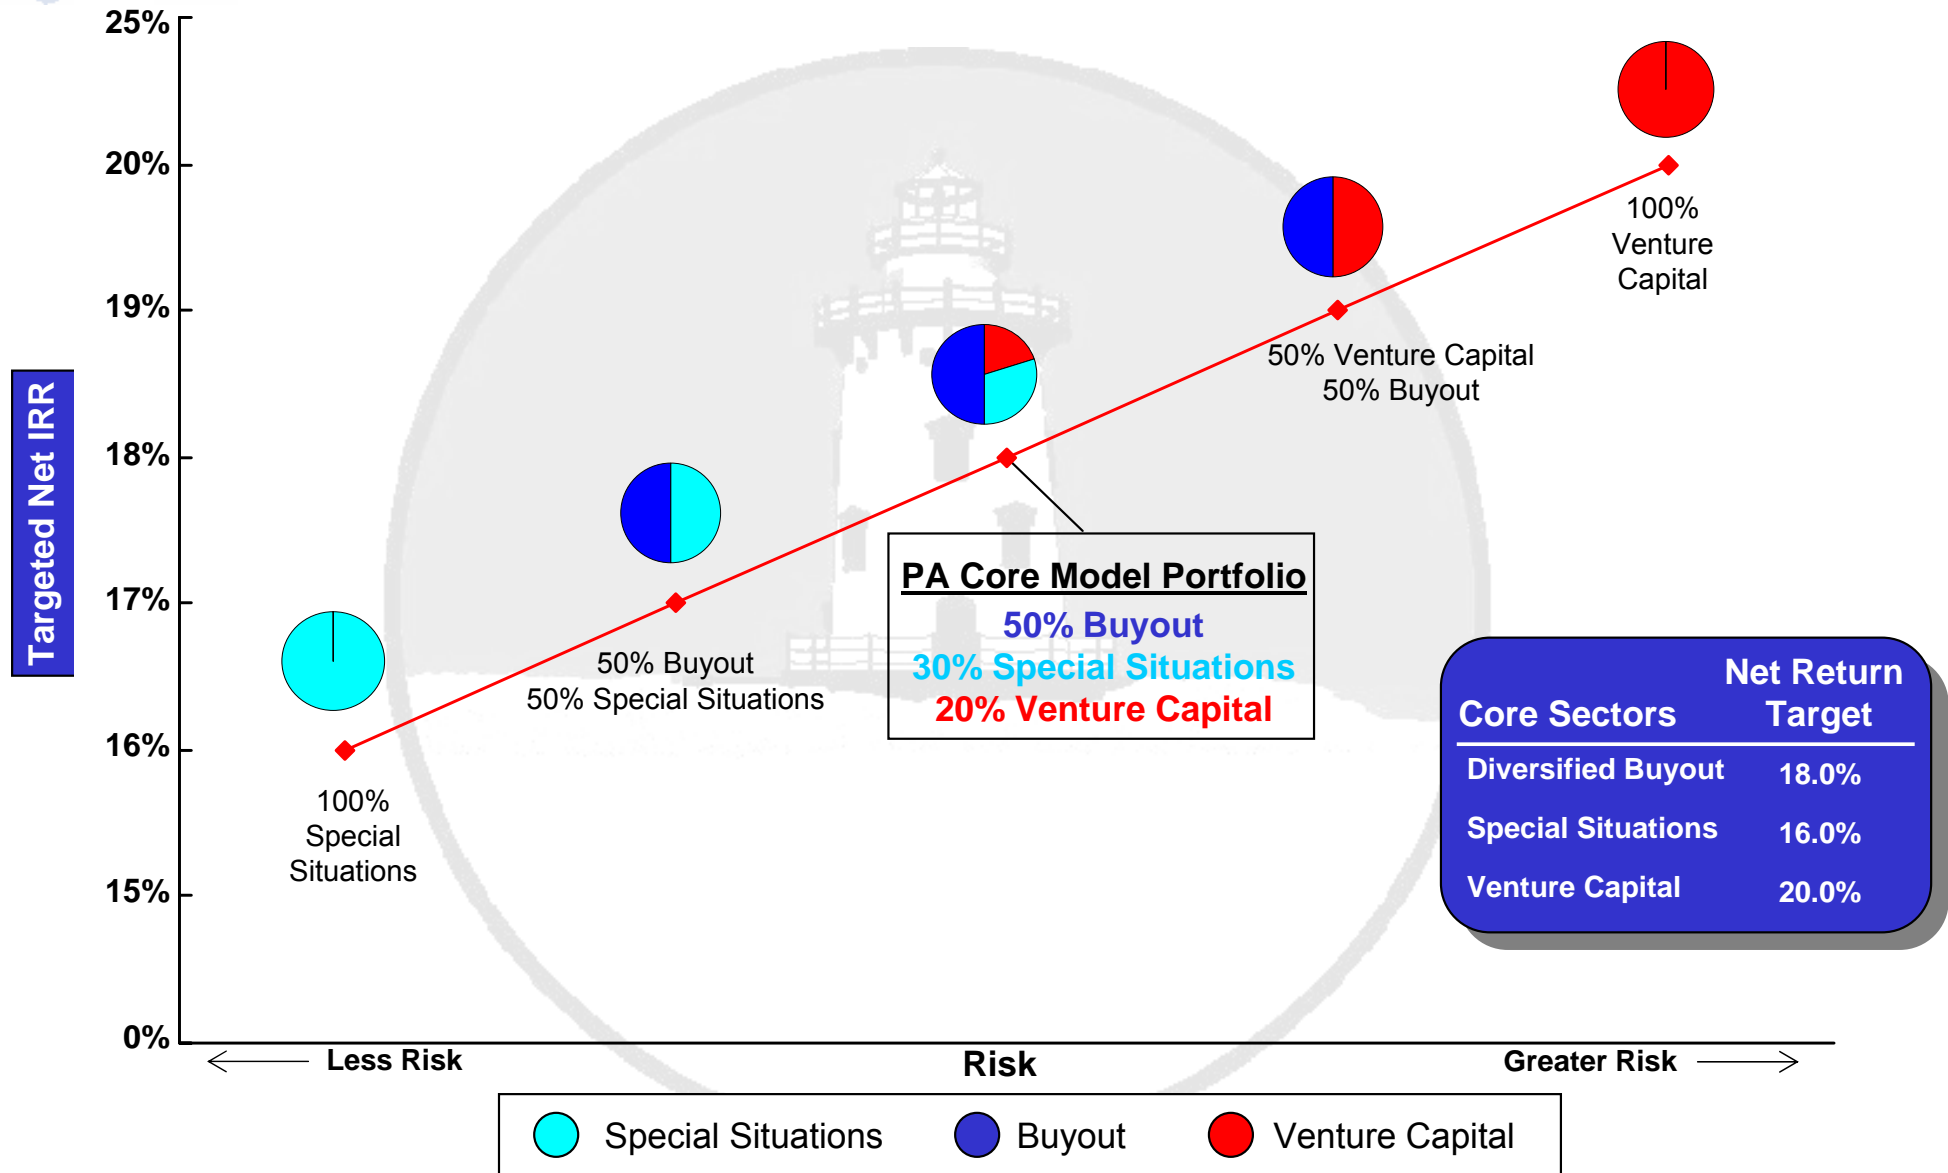 25%
20%
19%
18%
17%
16%
15%
0%
Targeted Net IRR
100%
Venture
Capital
50% Venture Capital
50% Buyout
PA Core Model Portfolio
50% Buyout
30% Special Situations
20% Venture Capital
50% Buyout
50% Special Situations
100%
Special
Situations
Net Return
Core Sectors Target
Diversified Buyout 18.0%
Special Situations 16.0%
Venture Capital 20.0%
Less Risk Risk Greater Risk
Special Situations Buyout Venture Capital